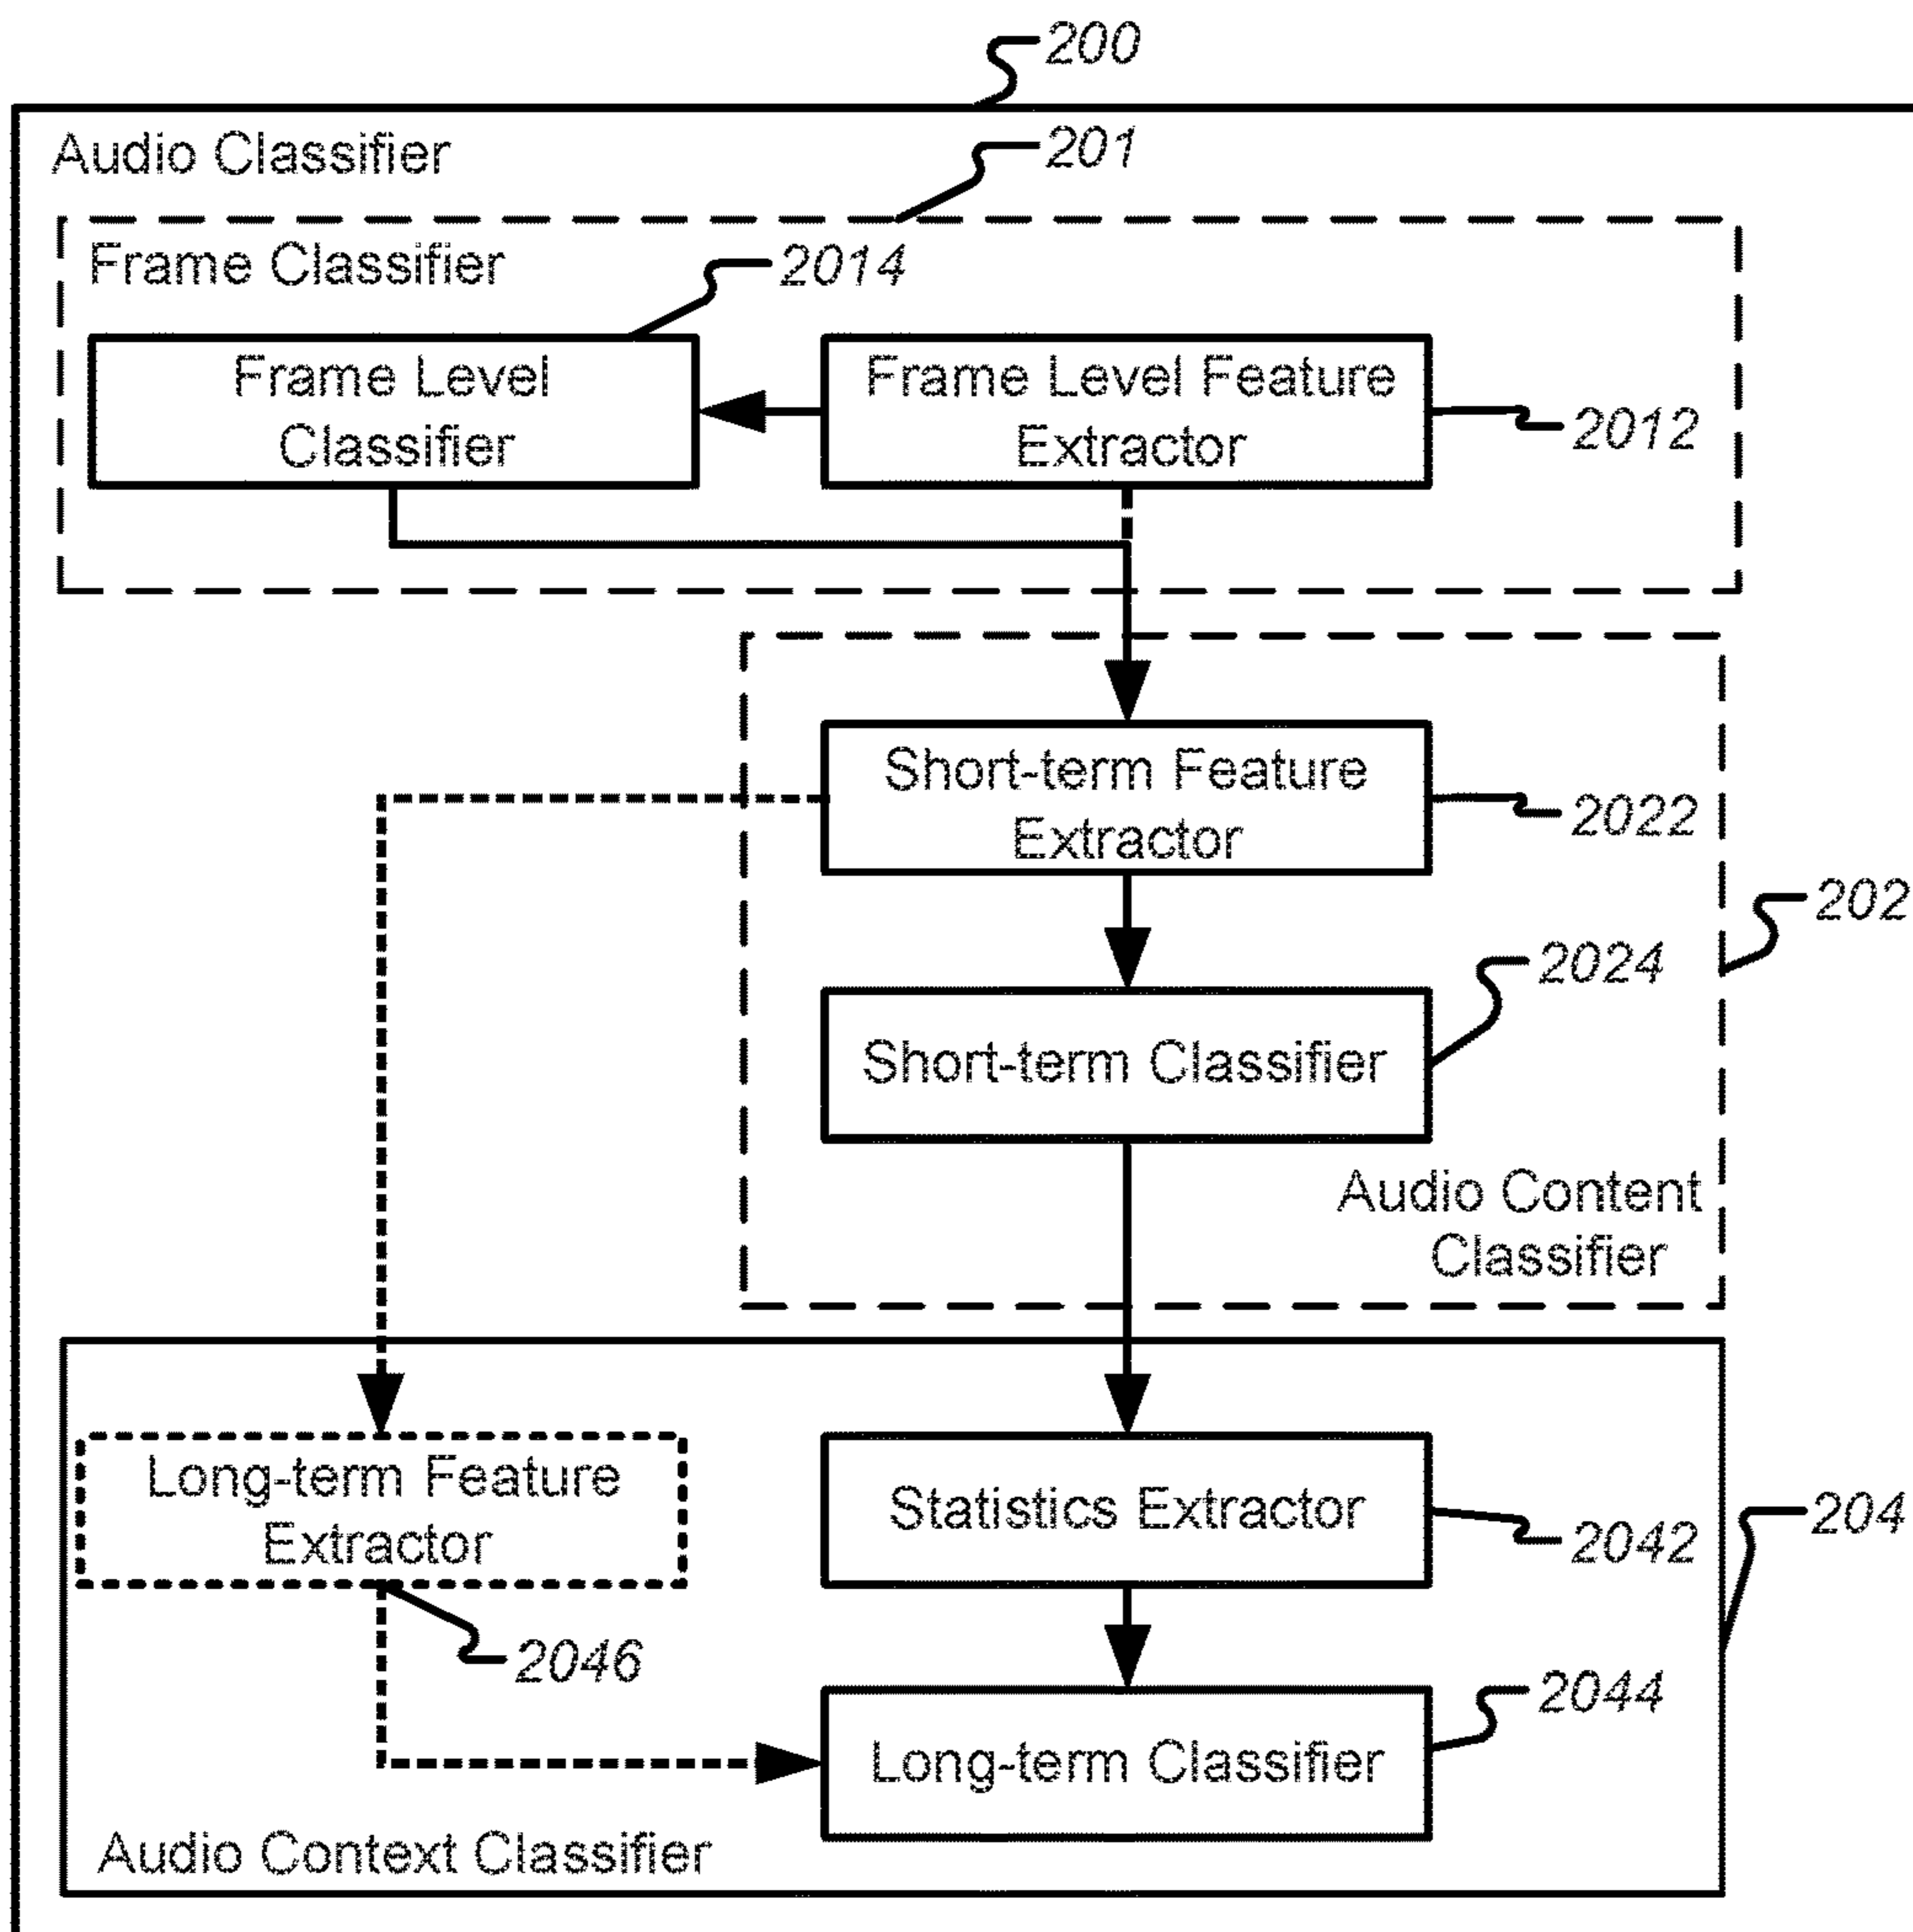 200
Audio Classifier
201
Frame Classifier
2014
Frame Level
Classifier
Frame Level Feature
Extractor
2012
Short-term Feature
Extractor
2022
202
2024
Short-term Classifier
Audio Content
Classifier
Long-term Feature
Extractor
Statistics Extractor
2042
204
2046
2044
Long-term Classifier
Audio Context Classifier